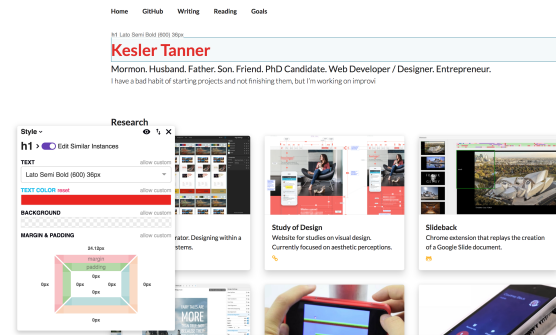 Home GitHub Writing Reading Goals
h1 Lato Semi Bold (600) 36px
Kesler Tanner
Mormon. Husband. Father. Son. Friend. PhD Candidate. Web Developer / Designer. Entrepreneur.
I have a bad habit of starting projects and not finishing them, but I'm working on improvi
Research
Style
h1 > Edit Similar Instances
TEXT allow custom
Lato Semi Bold (600) 36px
TEXT COLOR reset allow custom
BACKGROUND allow custom
MARGIN & PADDING allow custom
24.12px
margin
padding
0px
0px 0px 0px 0px
0px
0px
rator. Designing within a
stems.
Study of Design
Website for studies on visual design.
Currently focused on aesthetic perceptions.
Slideback
Chrome extension that replays the creation
of a Google Slide document.
MORE